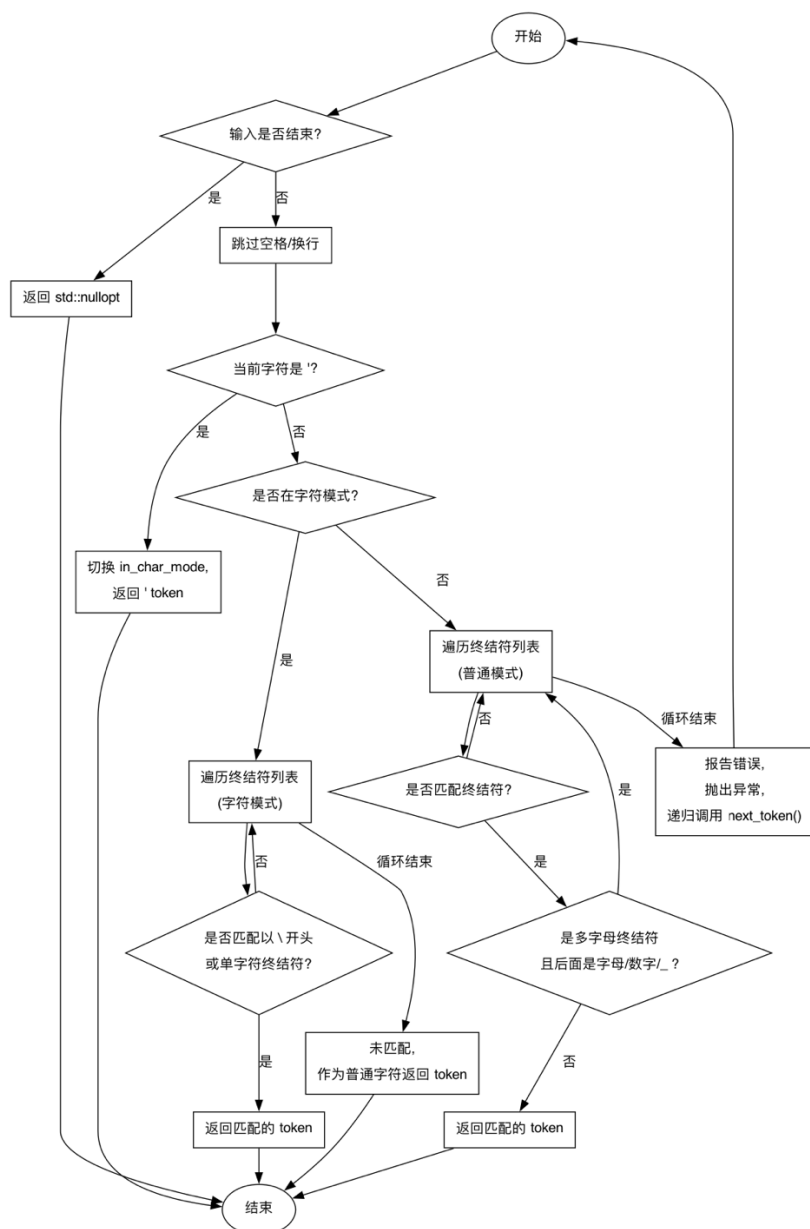 开始
输入是否结束?
是
否
跳过空格/换行
返回 std::nullopt
当前字符是 '?
是
否
是否在字符模式?
切换 in_char_mode,
返回 ' token
否
是
遍历终结符列表
(普通模式)
否
循环结束
遍历终结符列表
(字符模式)
是否匹配终结符?
是
报告错误,
抛出异常,
递归调用 next_token()
否
循环结束
是
是否匹配以 \ 开头
或单字符终结符?
是多字母终结符
且后面是字母/数字/_ ?
是
未匹配,
作为普通字符返回 token
否
返回匹配的 token
返回匹配的 token
结束